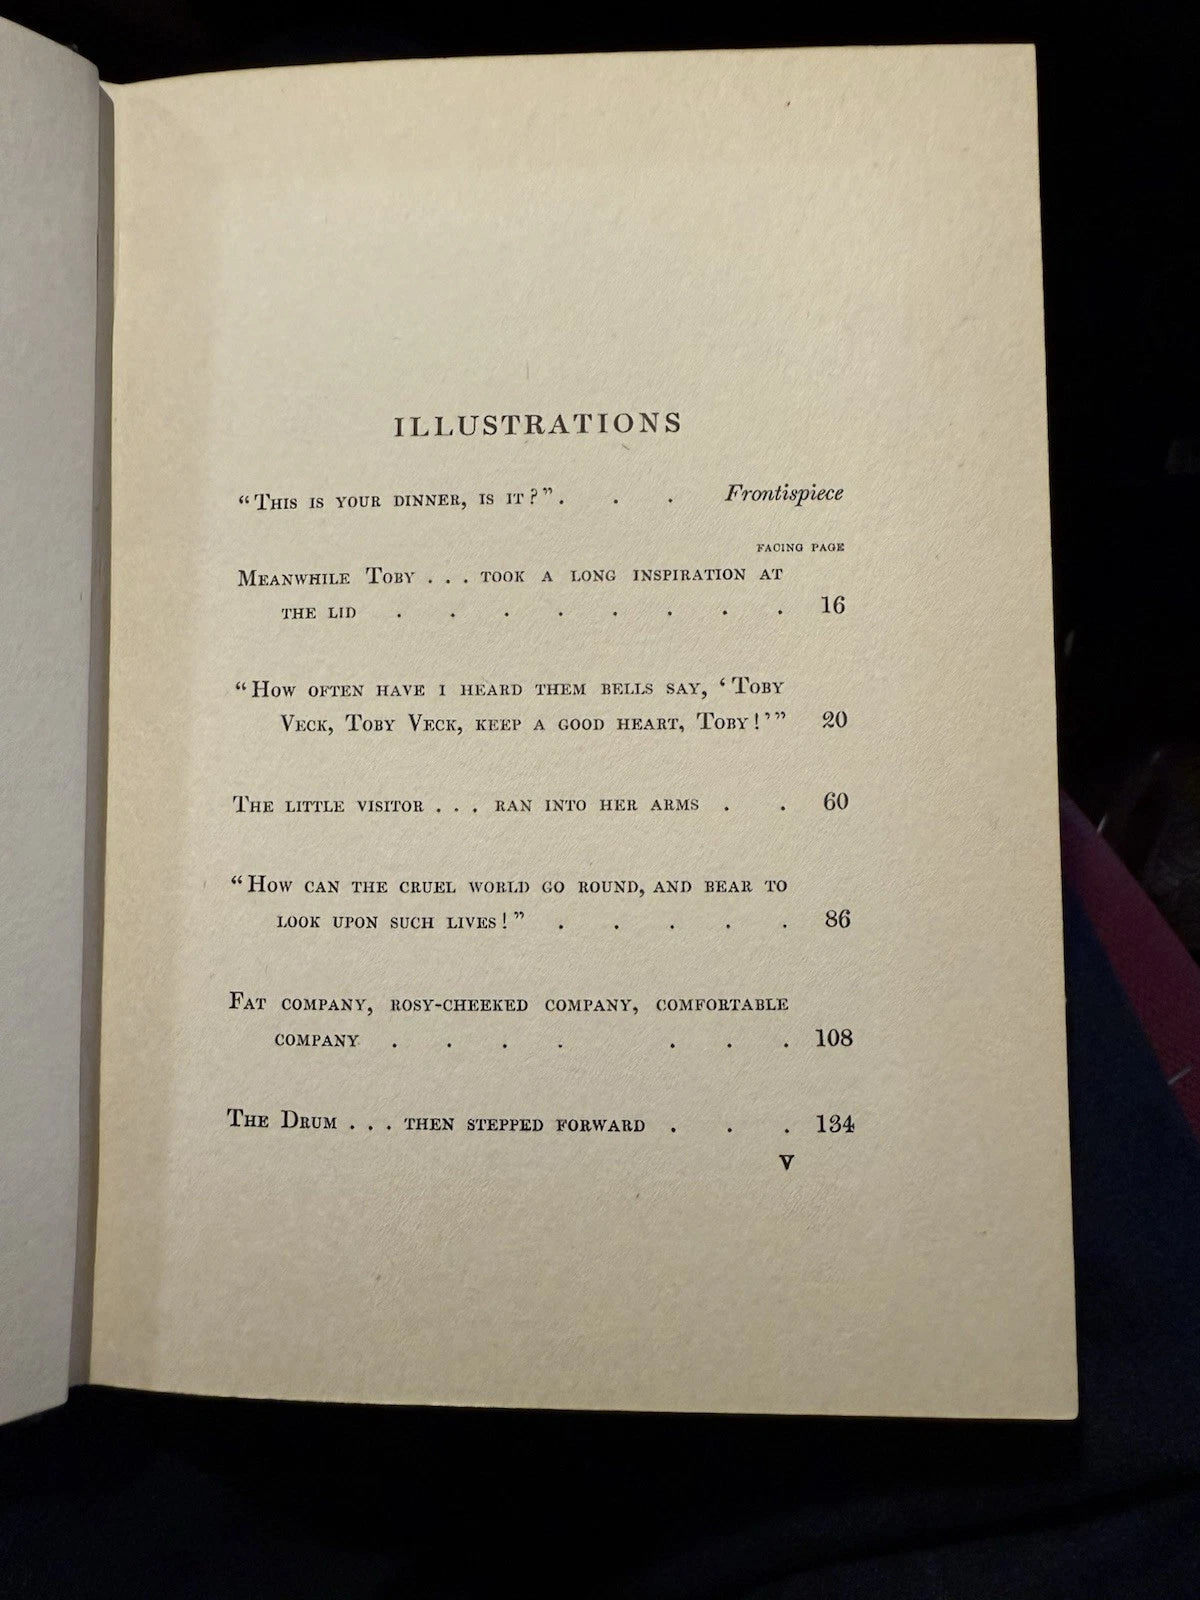 ILLUSTRATIONS
“This is your dinner, is it?” . . . Frontispiece
FACING PAGE
Meanwhile Toby . . . took a long inspiration at
the lid . . . . . . . . 16
“How often have I heard them bells say, ‘Toby
Veck, Toby Veck, keep a good heart, Toby!’” 20
The little visitor . . . ran into her arms . . 60
“How can the cruel world go round, and bear to
look upon such lives!” . . . . . 86
Fat company, rosy-cheeked company, comfortable
company . . . . . . . 108
The Drum . . . then stepped forward . . . 134
v